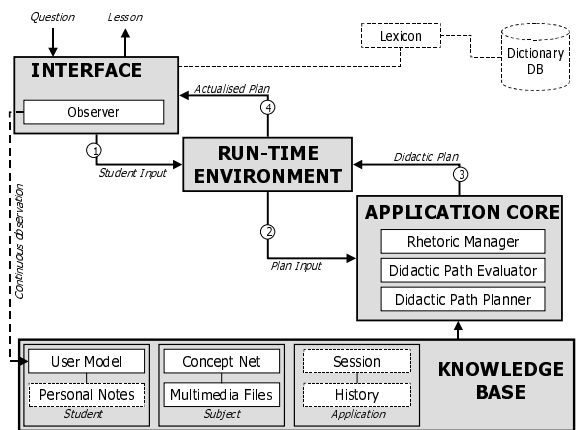 Question
Lesson
Lexicon
Dictionary
DB
INTERFACE
Observer
Actualised Plan
4
1
Student Input
RUN-TIME
ENVIRONMENT
Didactic Plan
3
2
Plan Input
APPLICATION CORE
Rhetoric Manager
Didactic Path Evaluator
Didactic Path Planner
Continuous observation
User Model
Personal Notes
Student
Concept Net
Multimedia Files
Subject
Session
History
Application
KNOWLEDGE
BASE